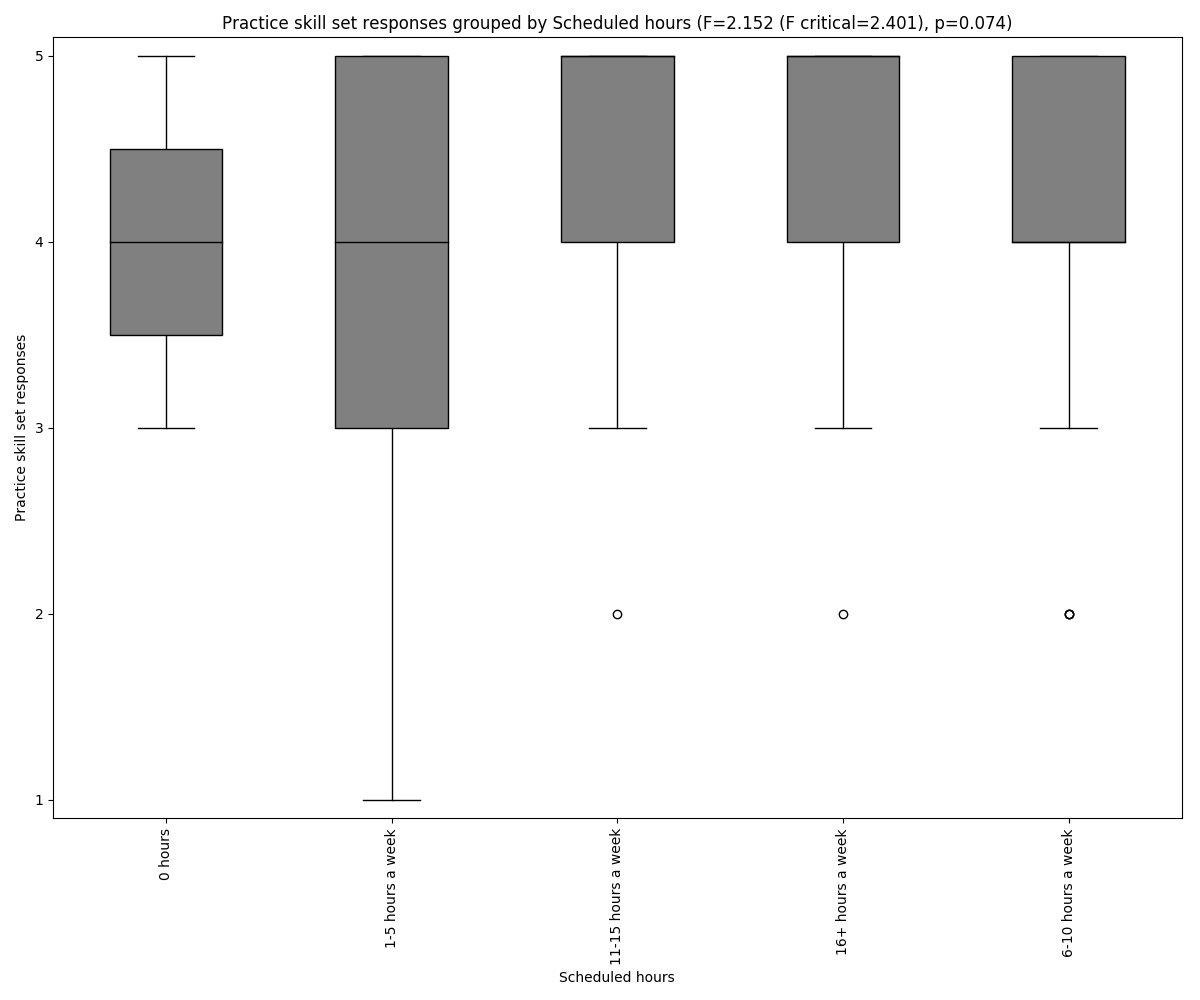 Practice skill set responses grouped by Scheduled hours (F=2.152 (F critical=2.401), p=0.074)
Practice skill set responses
5
4
3
2
1
0 hours
1-5 hours a week
11-15 hours a week
16+ hours a week
6-10 hours a week
Scheduled hours